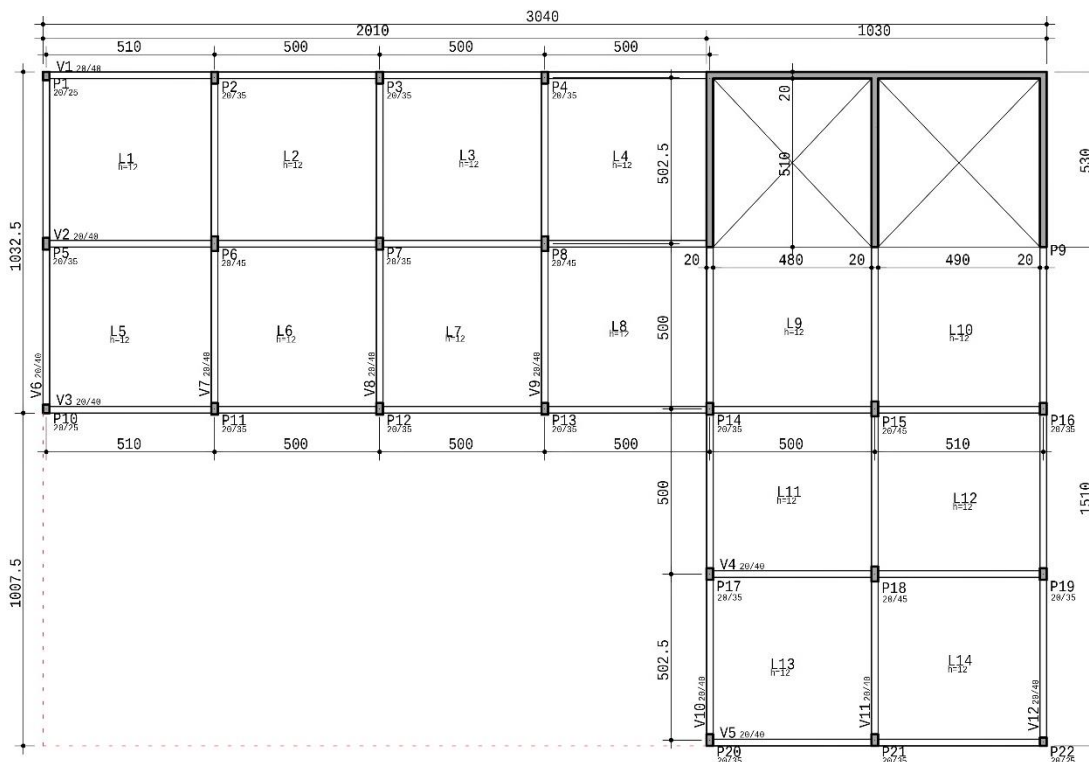 3040
2010 1030
510 500 500 500
V1 20/40
P1 P2 P3 P4
20/25 20/35 20/35 20/35
20
L1 L2 L3 L4
h=12 h=12 h=12 h=12
502.5
510
530
1032.5
V2 20/40
P5 P6 P7 P8 P9
20/35 20/45 20/35 20/45
20 480 20 490 20
500
L5 L6 L7 L8 L9 L10
h=12 h=12 h=12 h=12 h=12 h=12
V6 20/40
V7 20/40
V8 20/40
V9 20/40
V3 20/40
P10 P11 P12 P13 P14 P15 P16
20/25 20/35 20/35 20/35 20/35 20/45 20/35
510 500 500 500 500 510
500
L11 L12
h=12 h=12
1510
1007.5
V4 20/40
P17 P18 P19
20/35 20/45 20/35
502.5
L13 L14
h=12 h=12
V10 20/40
V11 20/40
V12 20/40
V5 20/40
P20 P21 P22
20/35 20/35 20/25